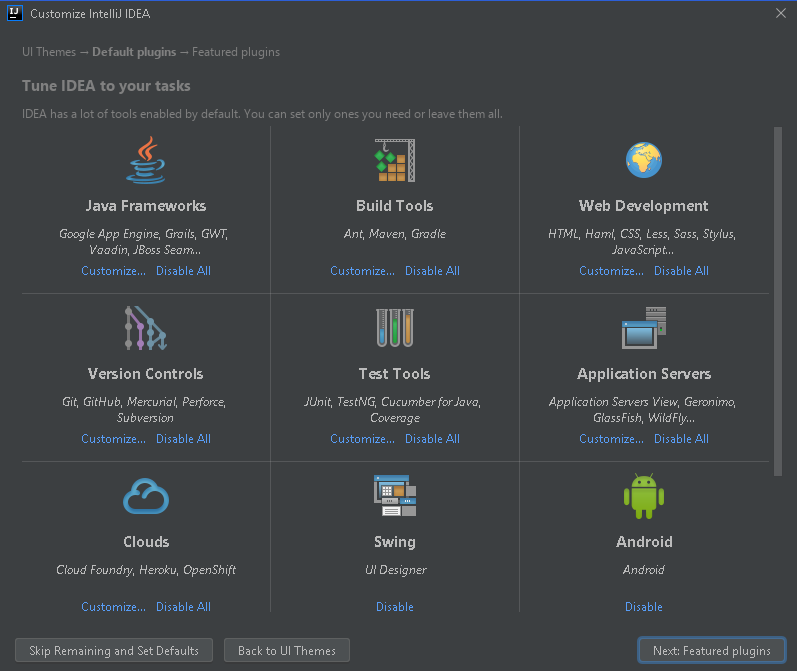 IJ
Customize IntelliJ IDEA
UI Themes → Default plugins → Featured plugins
Tune IDEA to your tasks
IDEA has a lot of tools enabled by default. You can set only ones you need or leave them all.
Java Frameworks
Google App Engine, Grails, GWT,
Vaadin, JBoss Seam...
Customize... Disable All
Build Tools
Ant, Maven, Gradle
Customize... Disable All
Web Development
HTML, Haml, CSS, Less, Sass, Stylus,
JavaScript...
Customize... Disable All
Version Controls
Git, GitHub, Mercurial, Perforce,
Subversion
Customize... Disable All
Test Tools
JUnit, TestNG, Cucumber for Java,
Coverage
Customize... Disable All
Application Servers
Application Servers View, Geronimo,
GlassFish, WildFly...
Customize... Disable All
Clouds
Cloud Foundry, Heroku, OpenShift
Customize... Disable All
Swing
UI Designer
Disable
Android
Android
Disable
Skip Remaining and Set Defaults
Back to UI Themes
Next: Featured plugins